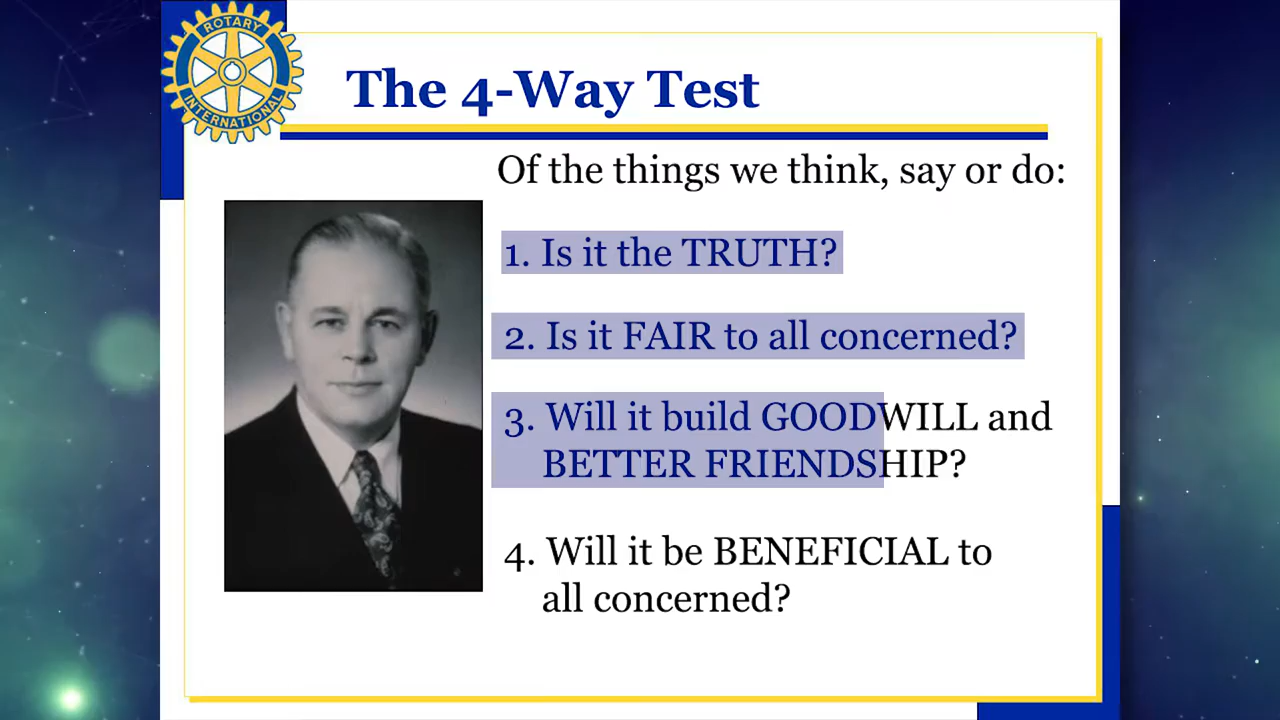 ROTARY
INTERNATIONAL
The 4-Way Test
Of the things we think, say or do:
1. Is it the TRUTH?
2. Is it FAIR to all concerned?
3. Will it build GOODWILL and
BETTER FRIENDSHIP?
4. Will it be BENEFICIAL to
all concerned?